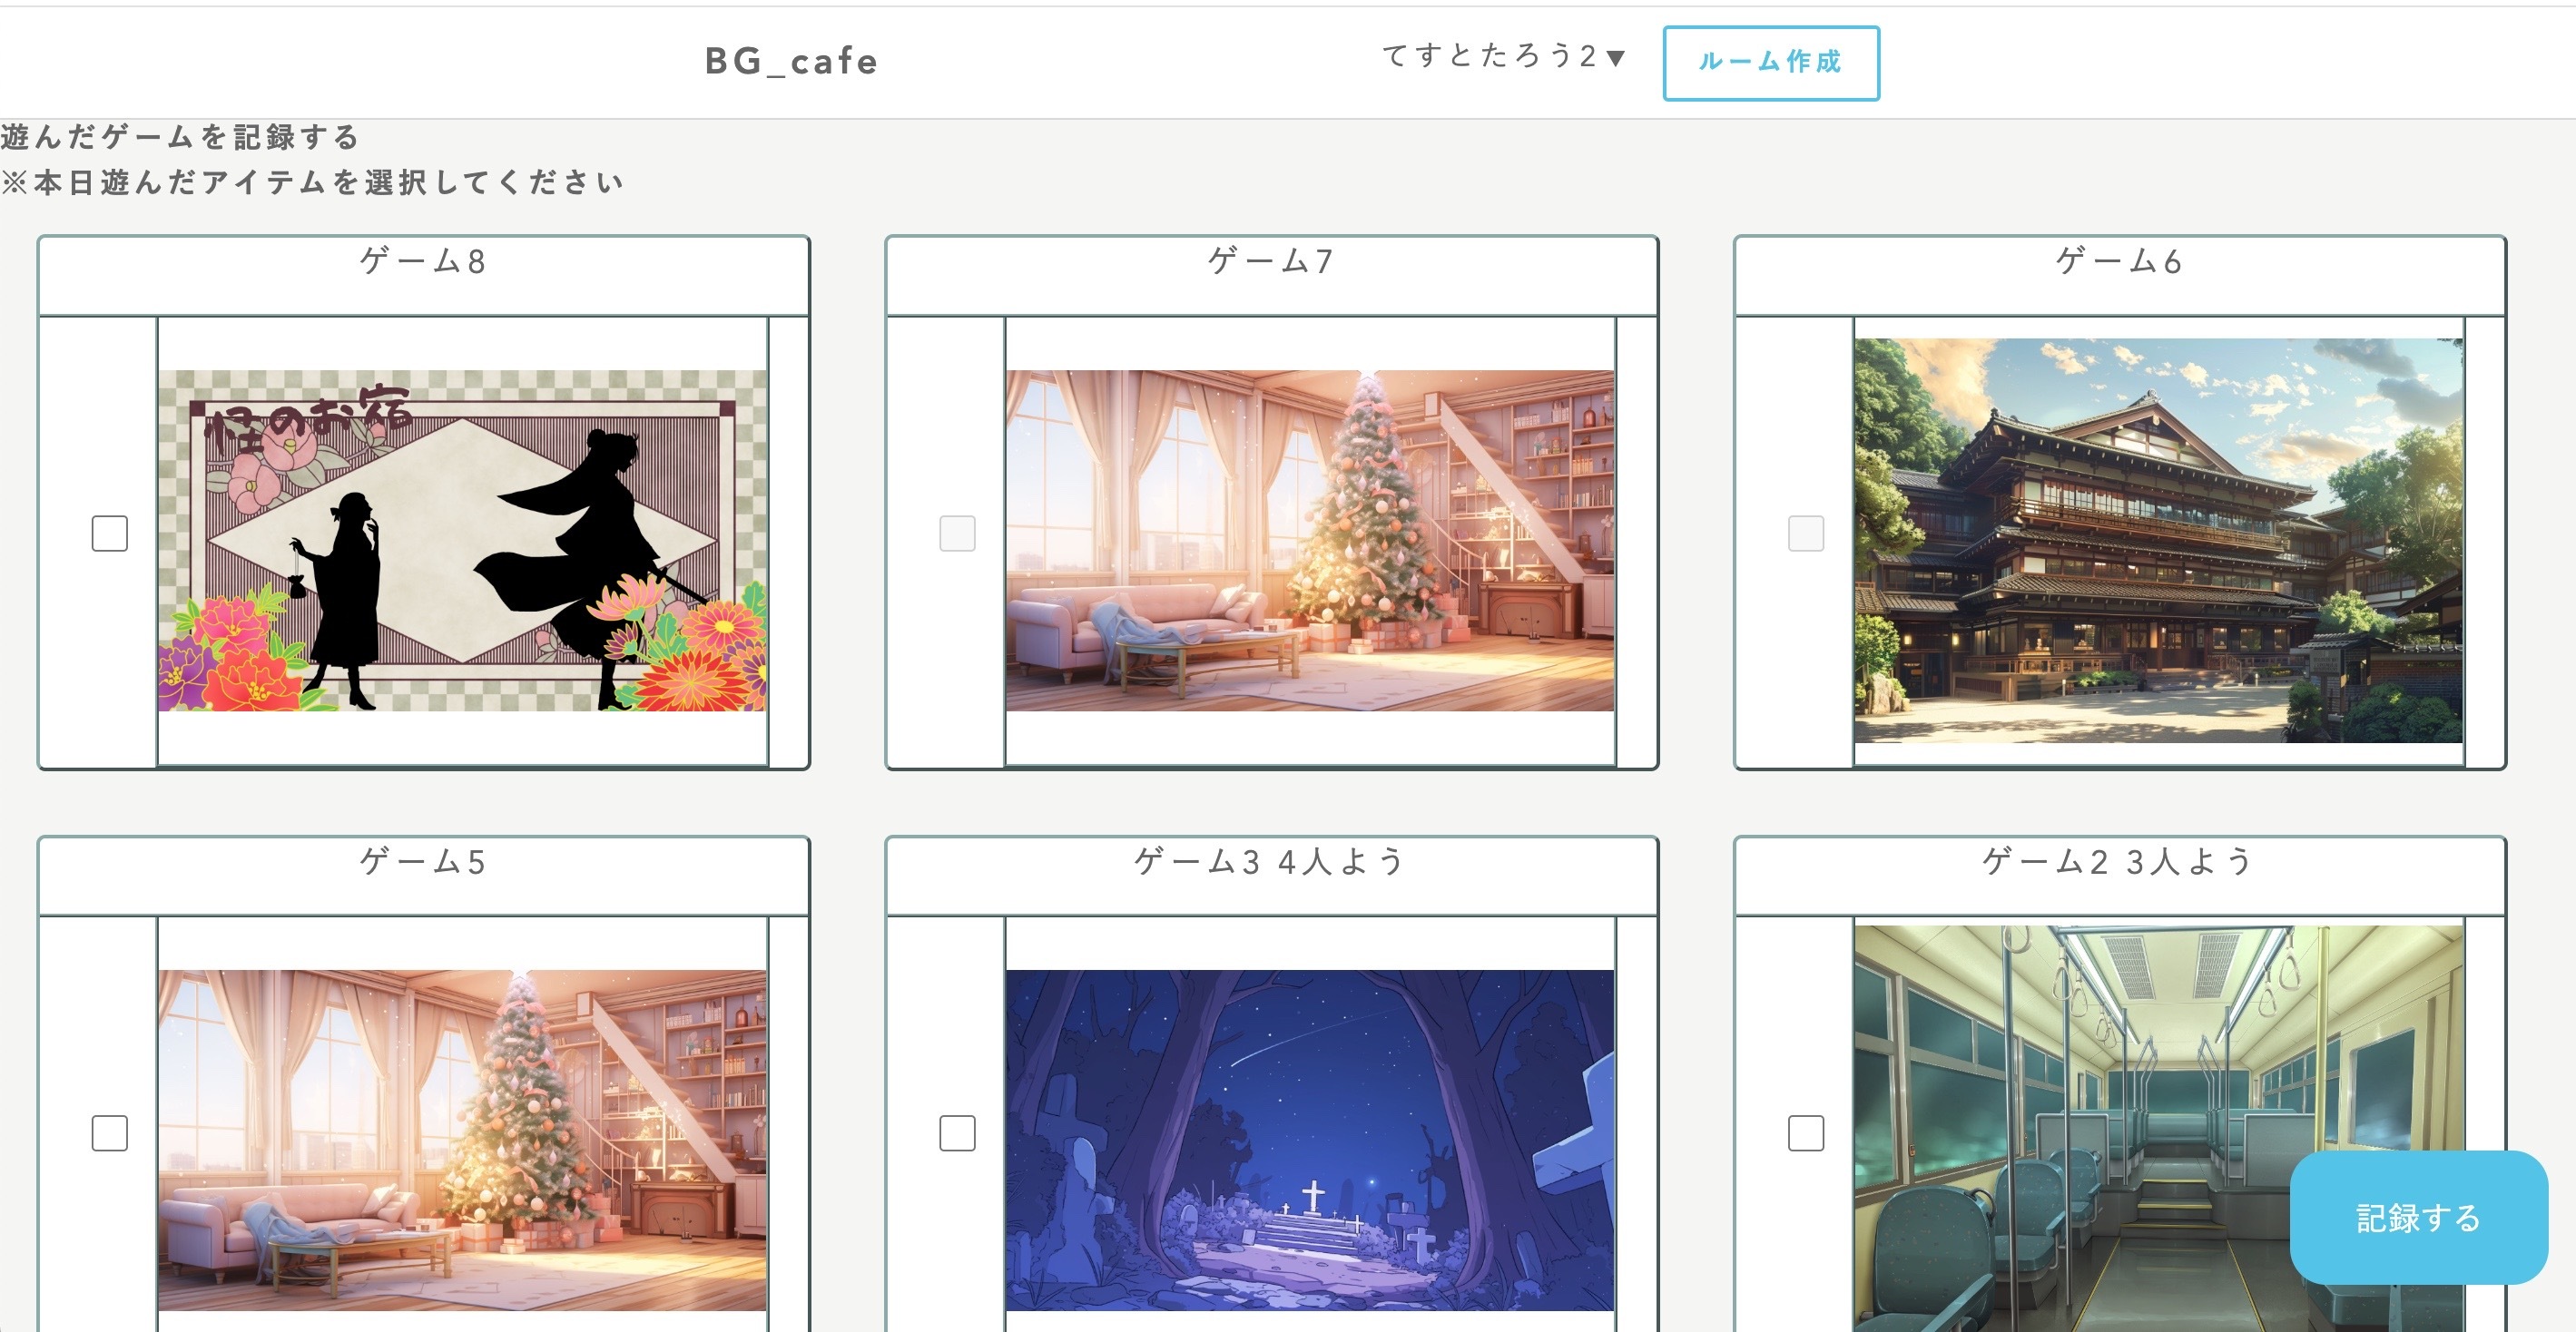 BG_cafe
てすとたろう2▼
ルーム作成
遊んだゲームを記録する
※本日遊んだアイテムを選択してください
ゲーム8
ゲーム7
ゲーム6
怪のお宿
ゲーム5
ゲーム3 4人よう
ゲーム2 3人よう
記録する